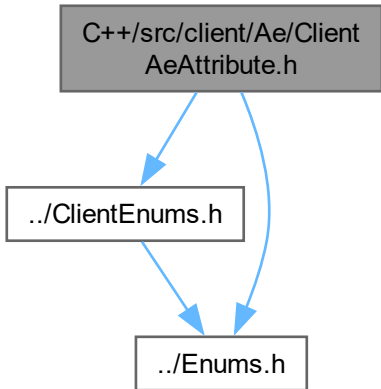 C++/src/client/Ae/Client
AeAttribute.h
../ClientEnums.h
../Enums.h